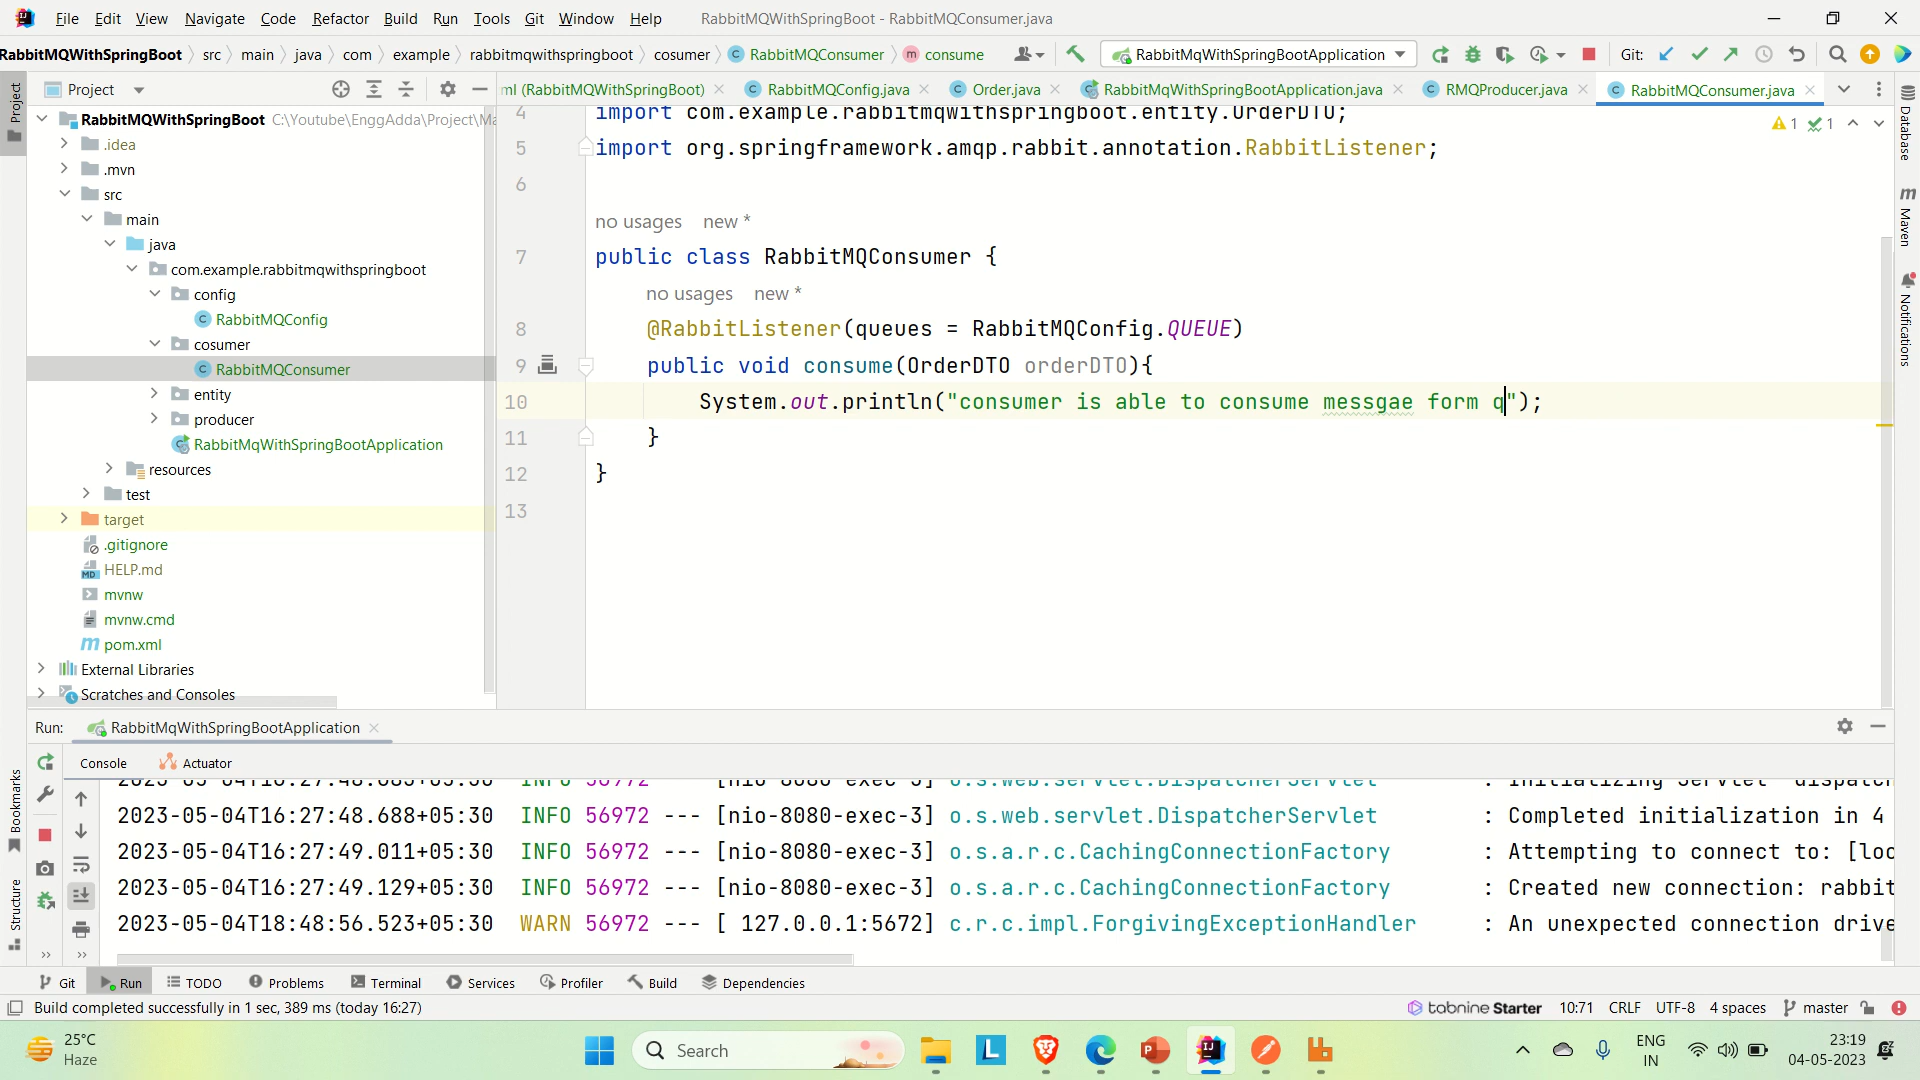 File Edit View Navigate Code Refactor Build Run Tools Git Window Help RabbitMQWithSpringBoot - RabbitMQConsumer.java
RabbitMQWithSpringBoot src main java com example rabbitmqwithspringboot cosumer RabbitMQConsumer consume RabbitMqWithSpringBootApplication Git:
Project ml (RabbitMQWithSpringBoot) RabbitMQConfig.java Order.java RabbitMqWithSpringBootApplication.java RMQProducer.java RabbitMQConsumer.java
Project
RabbitMQWithSpringBoot C:\Youtube\EnggAdda\Project\Ma
.idea
.mvn
src
main
java
com.example.rabbitmqwithspringboot
config
RabbitMQConfig
cosumer
RabbitMQConsumer
entity
producer
RabbitMqWithSpringBootApplication
resources
test
target
.gitignore
HELP.md
mvnw
mvnw.cmd
pom.xml
External Libraries
Scratches and Consoles
4 import com.example.rabbitmqwithspringboot.entity.OrderDTO;
1 1
5 import org.springframework.amqp.rabbit.annotation.RabbitListener;
6
no usages new *
7 public class RabbitMQConsumer {
no usages new *
8 @RabbitListener(queues = RabbitMQConfig.QUEUE)
9 public void consume(OrderDTO orderDTO){
10 System.out.println("consumer is able to consume messgae form q");
11 }
12 }
13
Database
Maven
Notifications
Run: RabbitMqWithSpringBootApplication
Console Actuator
2023-05-04T16:27:48.688+05:30 INFO 56972 --- [nio-8080-exec-3] o.s.web.servlet.DispatcherServlet : Completed initialization in 4
2023-05-04T16:27:49.011+05:30 INFO 56972 --- [nio-8080-exec-3] o.s.a.r.c.CachingConnectionFactory : Attempting to connect to: [loc
2023-05-04T16:27:49.129+05:30 INFO 56972 --- [nio-8080-exec-3] o.s.a.r.c.CachingConnectionFactory : Created new connection: rabbit
2023-05-04T18:48:56.523+05:30 WARN 56972 --- [ 127.0.0.1:5672] c.r.c.impl.ForgivingExceptionHandler : An unexpected connection drive
Bookmarks
Structure
Git Run TODO Problems Terminal Services Profiler Build Dependencies
Build completed successfully in 1 sec, 389 ms (today 16:27) tabnine Starter 10:71 CRLF UTF-8 4 spaces master
25°C
Haze
Search
ENG
IN
23:19
04-05-2023